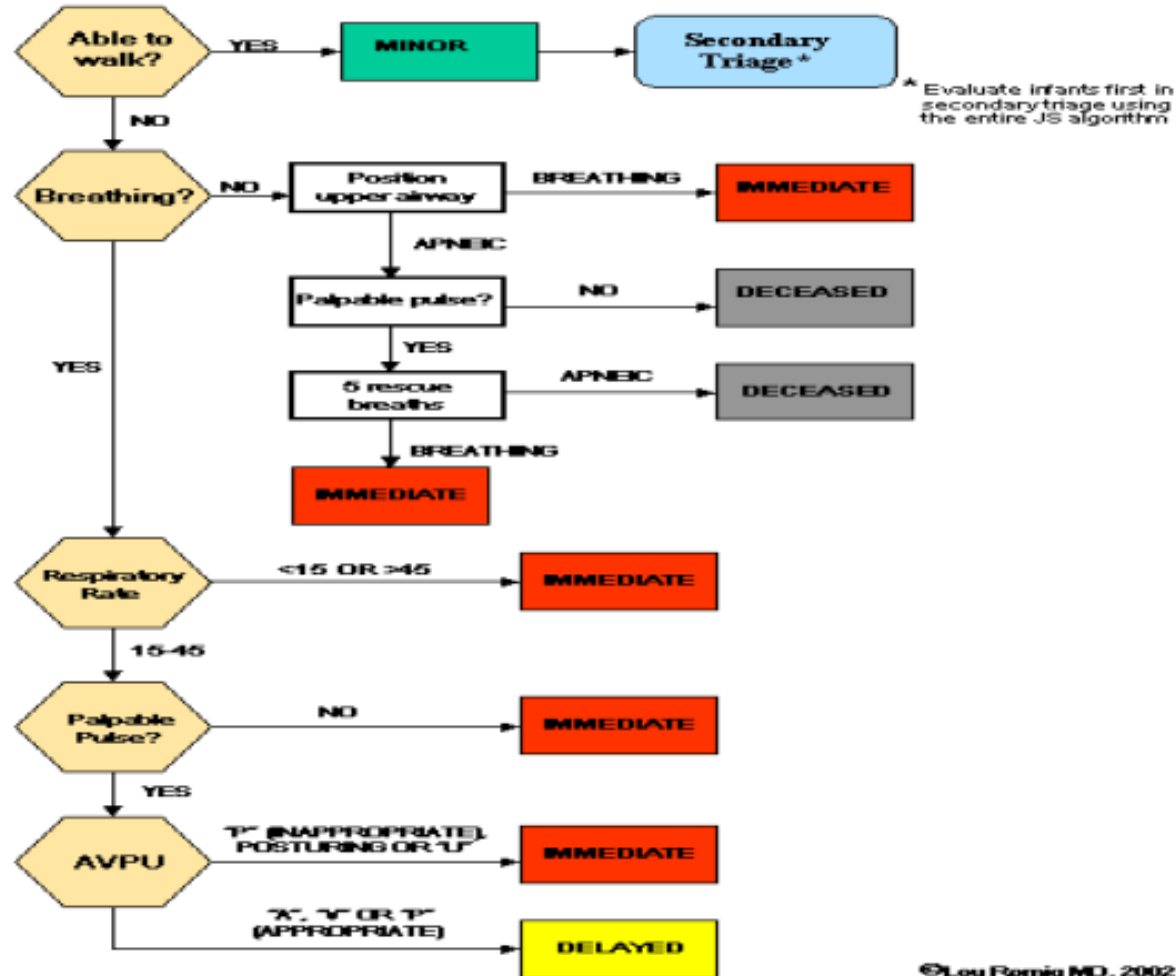 Able to
walk?
YES
MINOR
Secondary
Triage*
* Evaluate infants first in
secondary triage using
the entire JS algorithm
NO
Breathing?
NO
Position
upper airway
BREATHING
IMMEDIATE
APNEIC
Palpable pulse?
NO
DECEASED
YES
5 rescue
breaths
APNEIC
DECEASED
BREATHING
IMMEDIATE
YES
Respiratory
Rate
<15 OR >45
IMMEDIATE
15-45
Palpable
Pulse?
NO
IMMEDIATE
YES
AVPU
"P" (INAPPROPRIATE),
POSTURING OR "U"
IMMEDIATE
"A", "V" OR "P"
(APPROPRIATE)
DELAYED
©Lou Romig MD, 2002